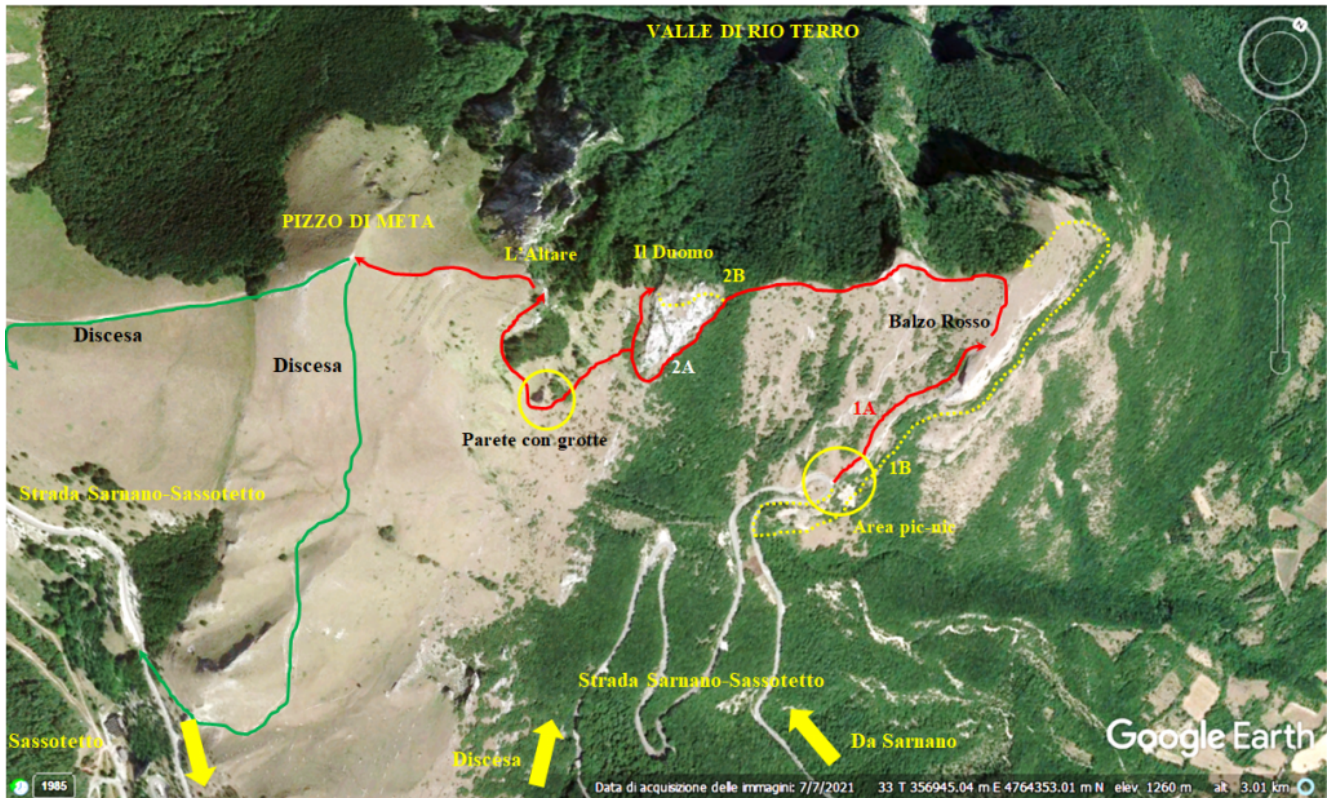 VALLE DI RIO TERRO
N
PIZZO DI META
L'Altare
Il Duomo
2B
Discesa
Discesa
Balzo Rosso
2A
1A
Parete con grotte
1B
Strada Sarnano-Sassotetto
Area pic-nic
Strada Sarnano-Sassotetto
Sassotetto
Discesa
Da Sarnano
Google Earth
1985
Data di acquisizione delle immagini: 7/7/2021 33 T 356945.04 m E 4764353.01 m N elev 1260 m alt 3.01 km